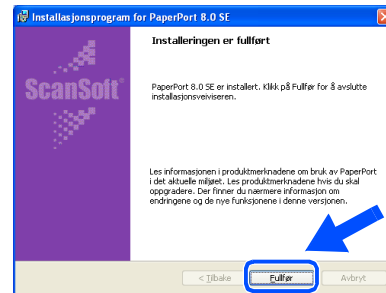 Installasjonsprogram for PaperPort 8.0 SE
Installeringen er fullført
ScanSoft®
PaperPort 8.0 SE er installert. Klikk på Fullfør for å avslutte
installasjonsveiviseren.
Les informasjonen i produktmerknadene om bruk av PaperPort
i det aktuelle miljøet. Les produktmerknadene hvis du skal
oppgradere. Der finner du nærmere informasjon om
endringene og de nye funksjonene i denne versjonen.
< Tilbake Fullfør Avbryt